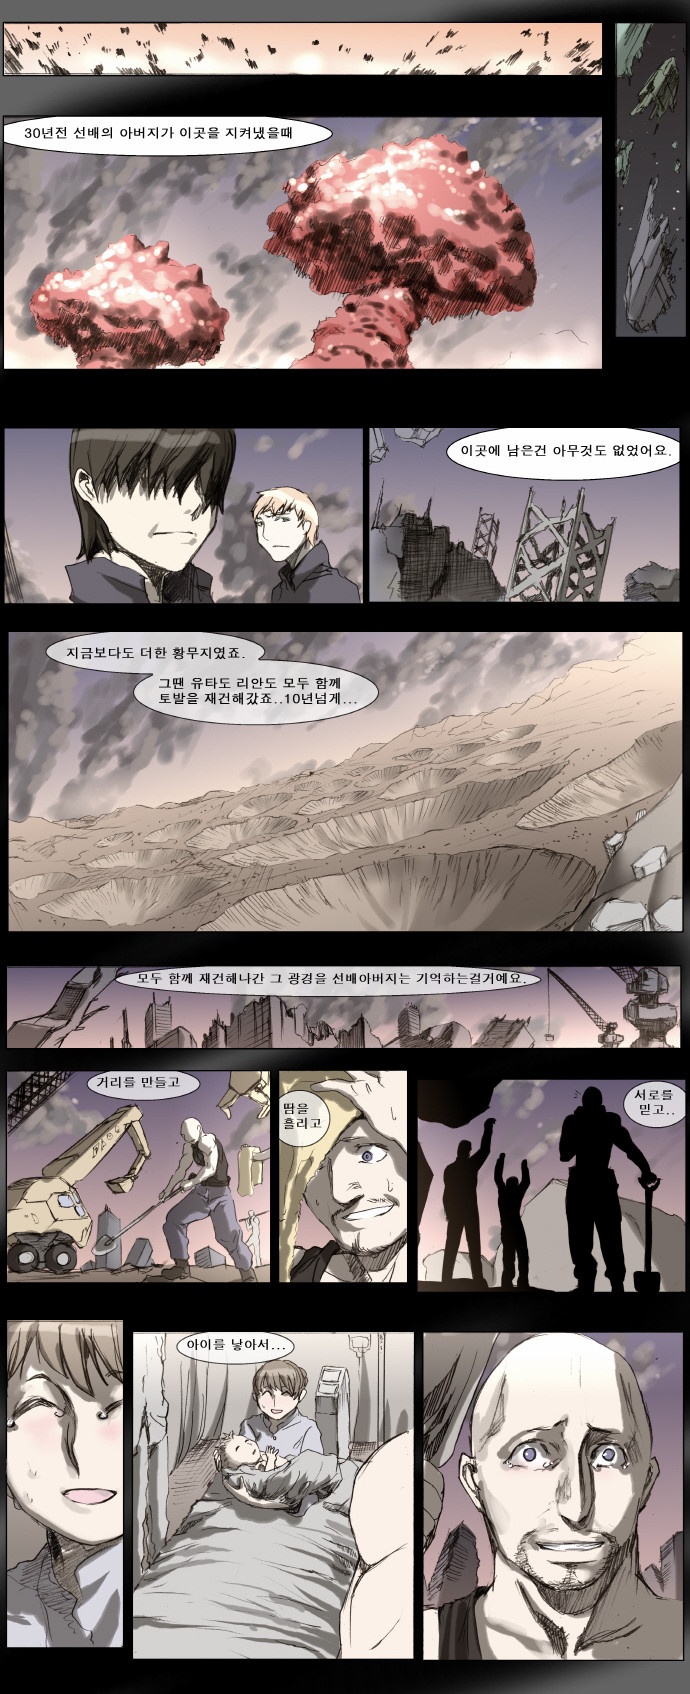 30년전 선배의 아버지가 이곳을 지켜냈을때
이곳에 남은건 아무것도 없었어요.
지금보다도 더한 황무지였죠.
그땐 유타도 리안도 모두 함께
토발을 재건해갔죠..10년넘게...
모두 함께 재건해나간 그 광경을 선배아버지는 기억하는걸거예요.
거리를 만들고
땀을
흘리고
서로를
믿고..
아이를 낳아서...